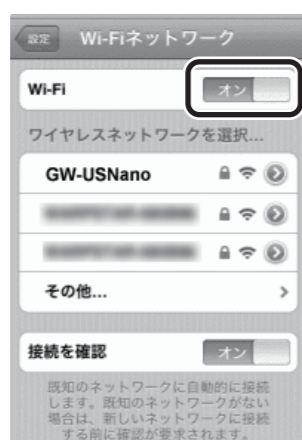 設定
Wi-Fiネットワーク
Wi-Fi
オン
ワイヤレスネットワークを選択...
GW-USNano
その他...
接続を確認
オン
既知のネットワークに自動的に接続
します。既知のネットワークがない
場合は、新しいネットワークに接続
する前に確認が要求されます。